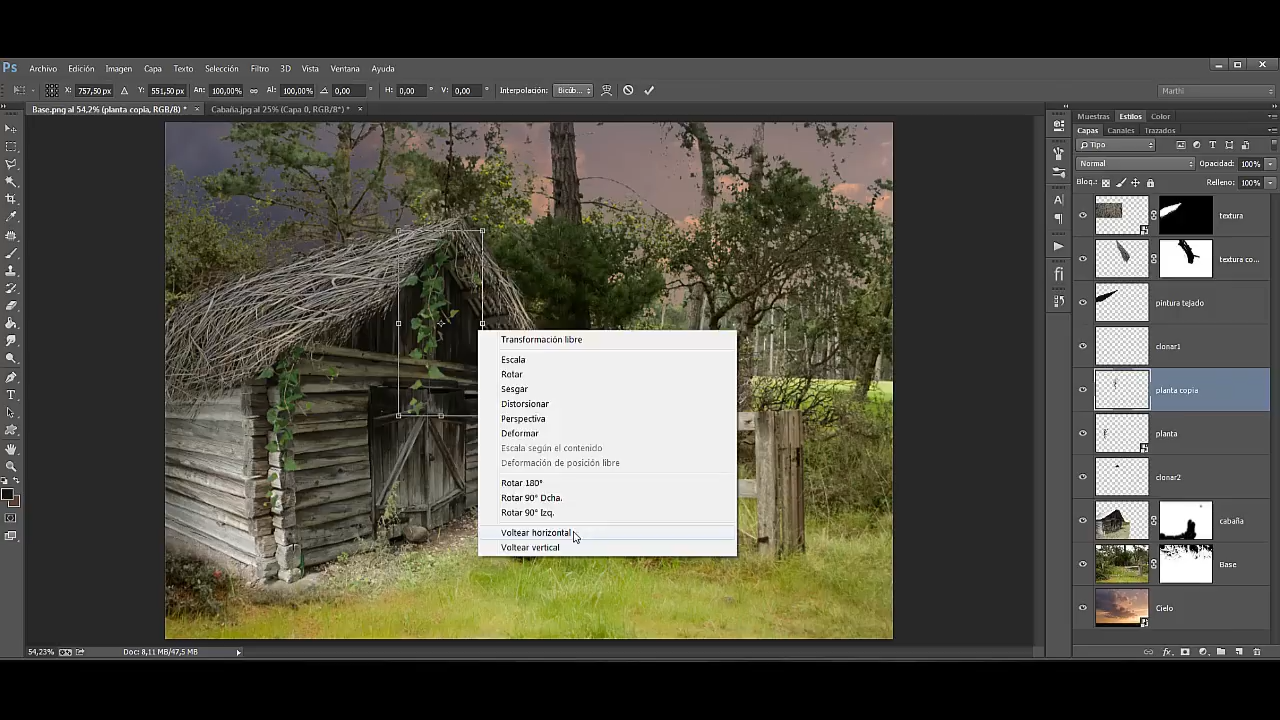 Ps Archivo Edición Imagen Capa Texto Selección Filtro 3D Vista Ventana Ayuda
X: 757,50 px Y: 551,50 px An: 100,00% Al: 100,00% 0,00 ° H: 0,00 ° V: 0,00 ° Interpolación: Bicúb... Marthi
Base.png al 54,2% (planta copia, RGB/8) * × Cabaña.jpg al 25% (Capa 0, RGB/8*) * ×
Muestras Estilos Color
Capas Canales Trazados
Tipo
Normal Opacidad: 100%
Bloq.: Relleno: 100%
textura
textura co...
pintura tejado
clonar1
planta copia
planta
clonar2
cabaña
Base
Cielo
Transformación libre
Escala
Rotar
Sesgar
Distorsionar
Perspectiva
Deformar
Escala según el contenido
Deformación de posición libre
Rotar 180°
Rotar 90° Dcha.
Rotar 90° Izq.
Voltear horizontal
Voltear vertical
54,23% Doc: 8,11 MB/47,5 MB